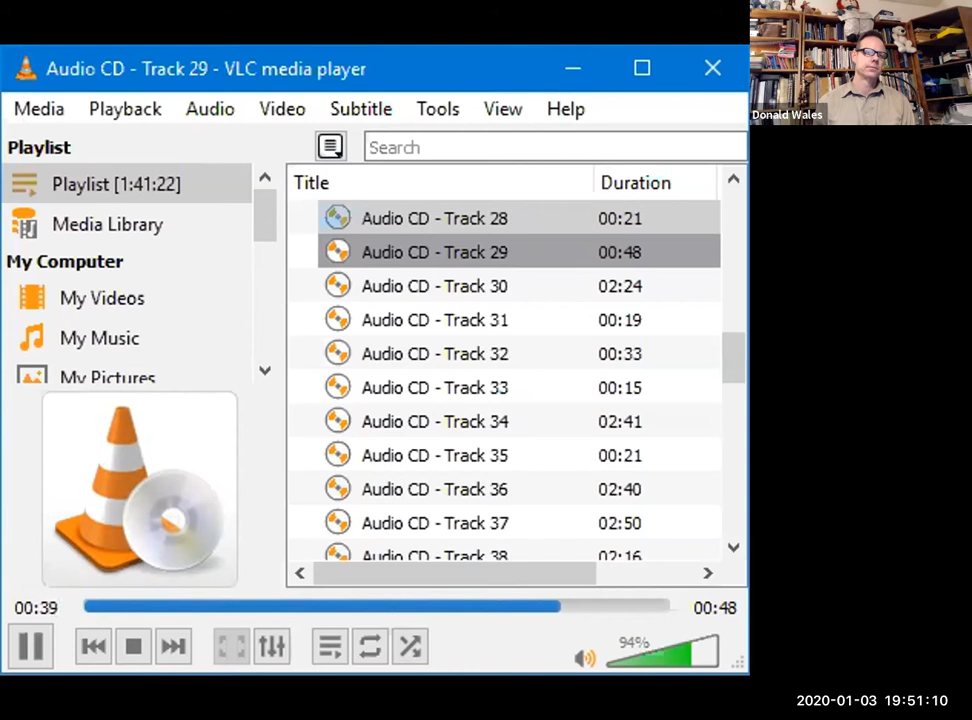 Audio CD - Track 29 - VLC media player
Media Playback Audio Video Subtitle Tools View Help
Playlist
Search
Playlist [1:41:22]
Media Library
My Computer
My Videos
My Music
My Pictures
Title Duration
Audio CD - Track 28 00:21
Audio CD - Track 29 00:48
Audio CD - Track 30 02:24
Audio CD - Track 31 00:19
Audio CD - Track 32 00:33
Audio CD - Track 33 00:15
Audio CD - Track 34 02:41
Audio CD - Track 35 00:21
Audio CD - Track 36 02:40
Audio CD - Track 37 02:50
Audio CD - Track 38 02:16
00:39 00:48
94%
Donald Wales
2020-01-03 19:51:10